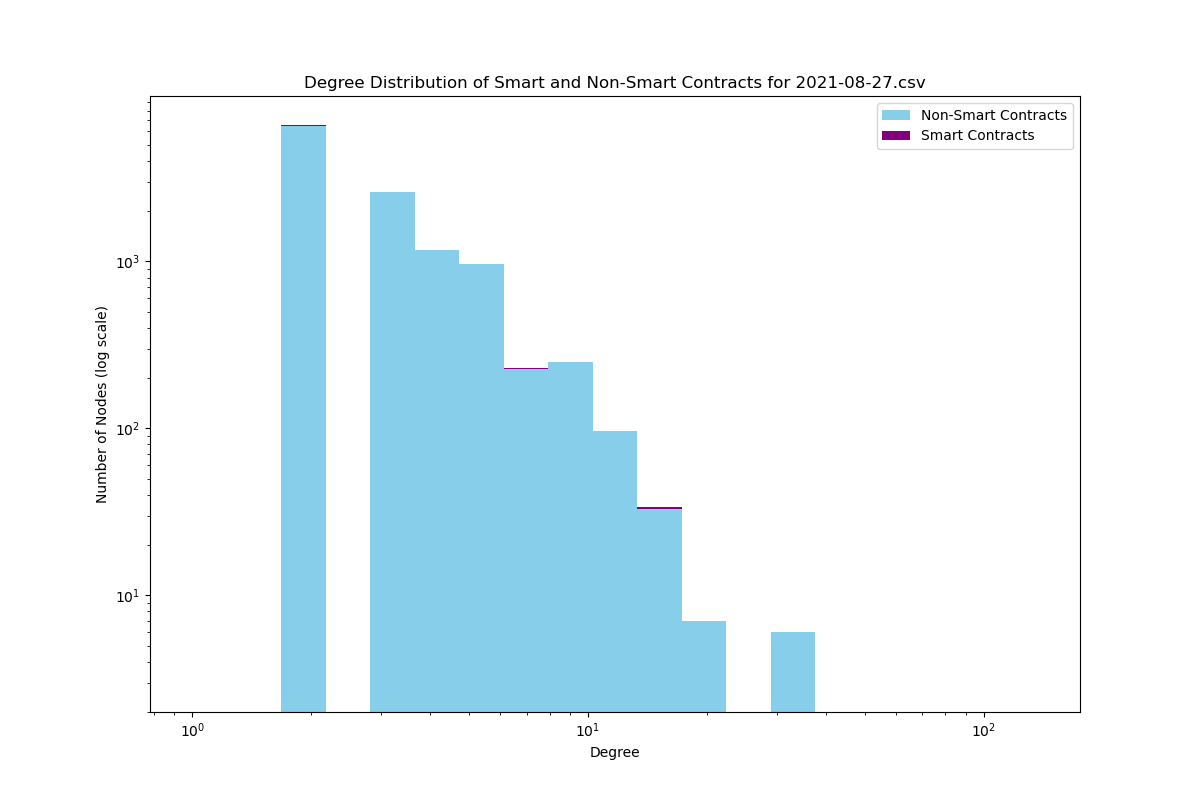 Degree Distribution of Smart and Non-Smart Contracts for 2021-08-27.csv
Non-Smart Contracts
Smart Contracts
Number of Nodes (log scale)
10³
10²
10¹
10⁰
10¹
10²
Degree